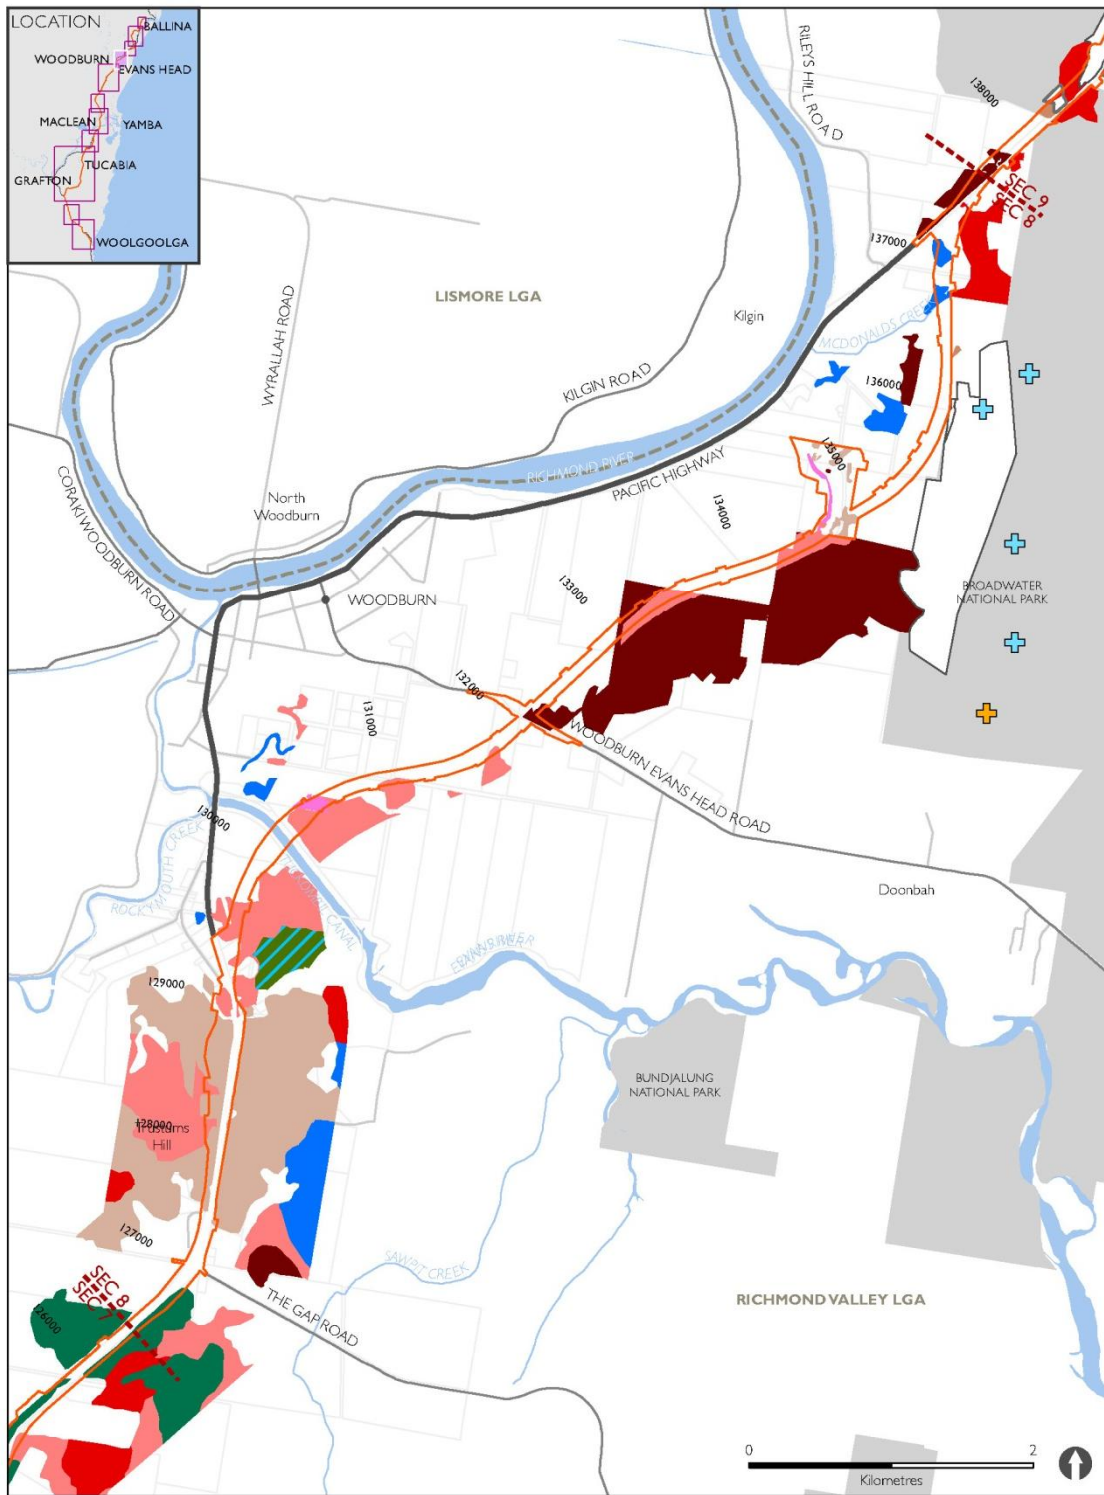 LOCATION
BALLINA
WOODBURN
EVANS HEAD
MACLEAN
YAMBA
TUCABIA
GRAFTON
WOOLGOOLGA
RILEYS HILL ROAD
138000
SEC 9
SEC 8
137000
LISMORE LGA
WYRALLAH ROAD
Kilgin
MCDONALDS CREEK
KILGIN ROAD
136000
CORAKI WOODBURN ROAD
RICHMOND RIVER
PACIFIC HIGHWAY
135000
North
Woodburn
134000
133000
WOODBURN
BROADWATER
NATIONAL PARK
132000
131000
WOODBURN EVANS HEAD ROAD
130000
ROCKYMOUTH CREEK
TUCKOMBIL CANAL
Doonbah
EVANS RIVER
129000
BUNDJALUNG
NATIONAL PARK
128000
Trustums
Hill
127000
SAWPIT CREEK
SEC 8
SEC 7
126000
THE GAP ROAD
RICHMOND VALLEY LGA
0 2
Kilometres